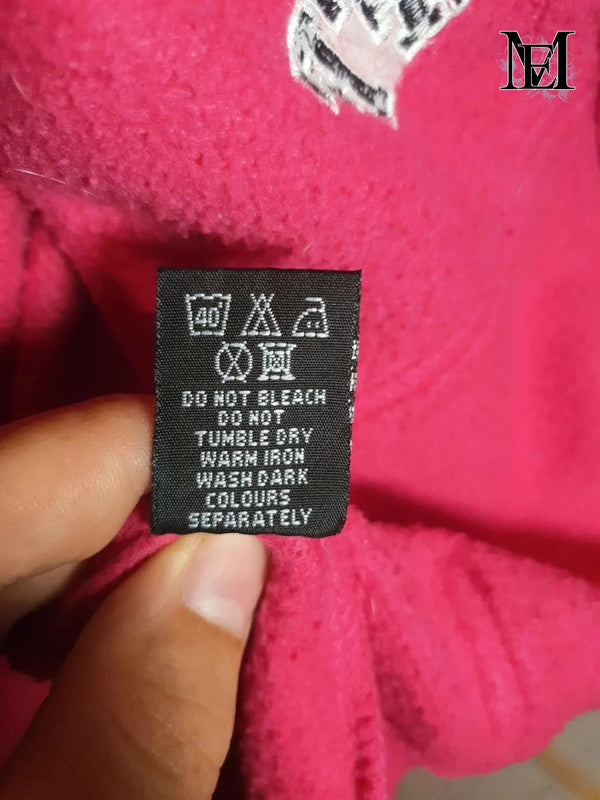 40°
DO NOT BLEACH
DO NOT
TUMBLE DRY
WARM IRON
WASH DARK
COLOURS
SEPARATELY